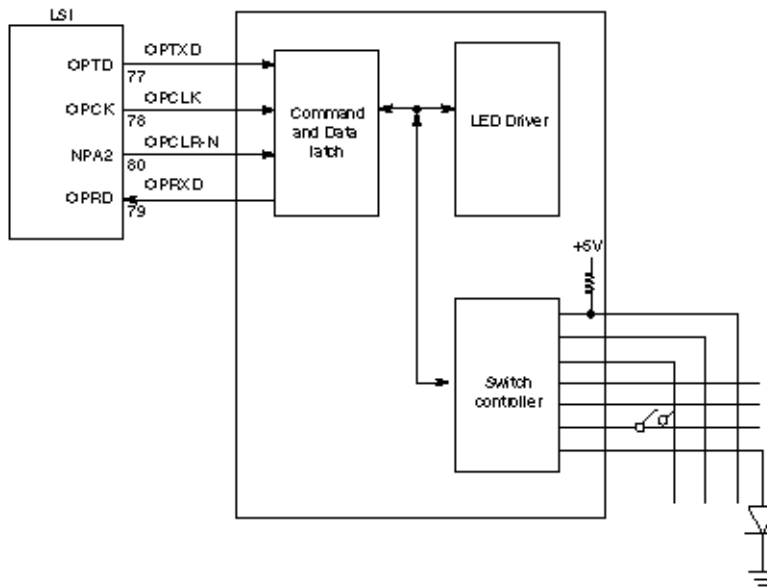 LSI
OPTXD
OPTD
77
OPCLK
OPCK
78
OPCLR-N
NPA2
80
OPRXD
OPRD
79
Command
and Data
latch
LED Driver
+5V
Switch
controller